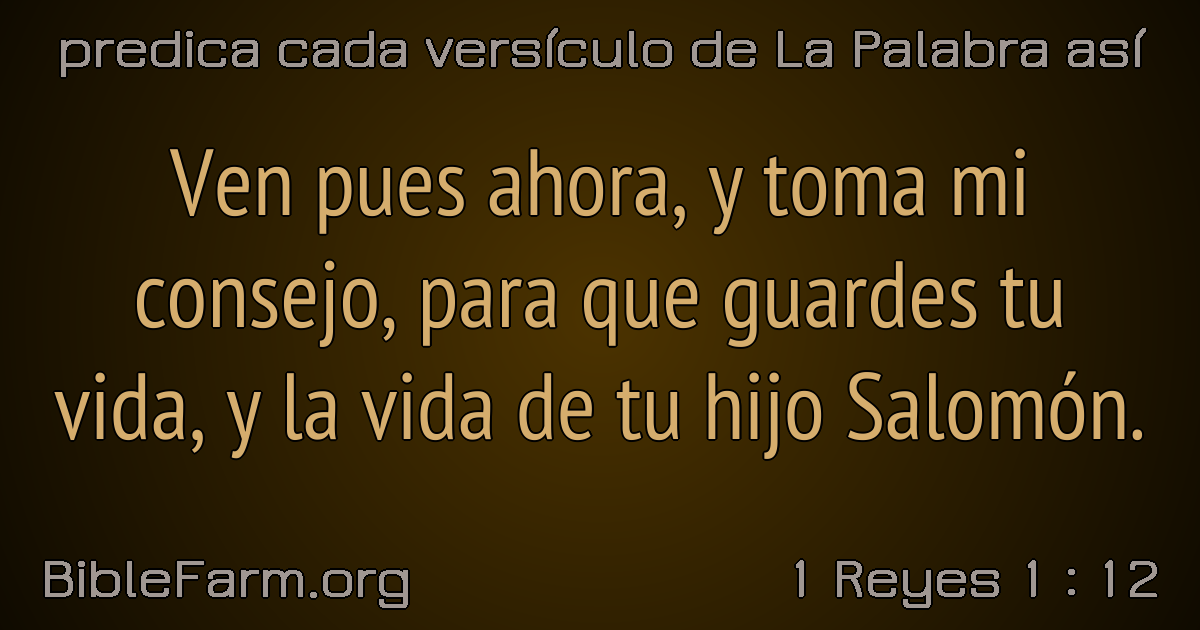 predica cada versículo de La Palabra así
Ven pues ahora, y toma mi
consejo, para que guardes tu
vida, y la vida de tu hijo Salomón.
BibleFarm.org
1 Reyes 1 : 12